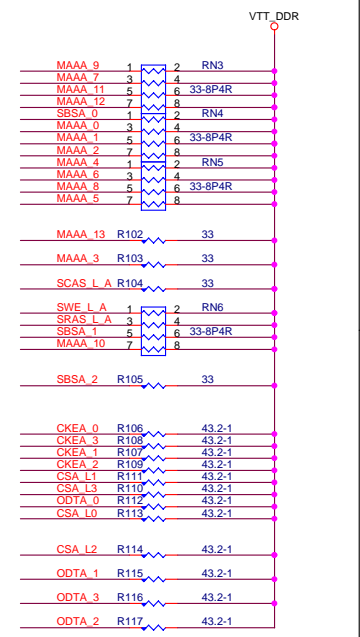 VTT_DDR
MAAA_9 1 2 RN3
MAAA_7 3 4
MAAA_11 5 6 33-8P4R
MAAA_12 7 8
SBSA_0 1 2 RN4
MAAA_0 3 4
MAAA_1 5 6 33-8P4R
MAAA_2 7 8
MAAA_4 1 2 RN5
MAAA_6 3 4
MAAA_8 5 6 33-8P4R
MAAA_5 7 8
MAAA_13 R102 33
MAAA_3 R103 33
SCAS_L_A R104 33
SWE_L_A 1 2 RN6
SRAS_L_A 3 4
SBSA_1 5 6 33-8P4R
MAAA_10 7 8
SBSA_2 R105 33
CKEA_0 R106 43.2-1
CKEA_3 R108 43.2-1
CKEA_1 R107 43.2-1
CKEA_2 R109 43.2-1
CSA_L1 R111 43.2-1
CSA_L3 R110 43.2-1
ODTA_0 R112 43.2-1
CSA_L0 R113 43.2-1
CSA_L2 R114 43.2-1
ODTA_1 R115 43.2-1
ODTA_3 R116 43.2-1
ODTA_2 R117 43.2-1